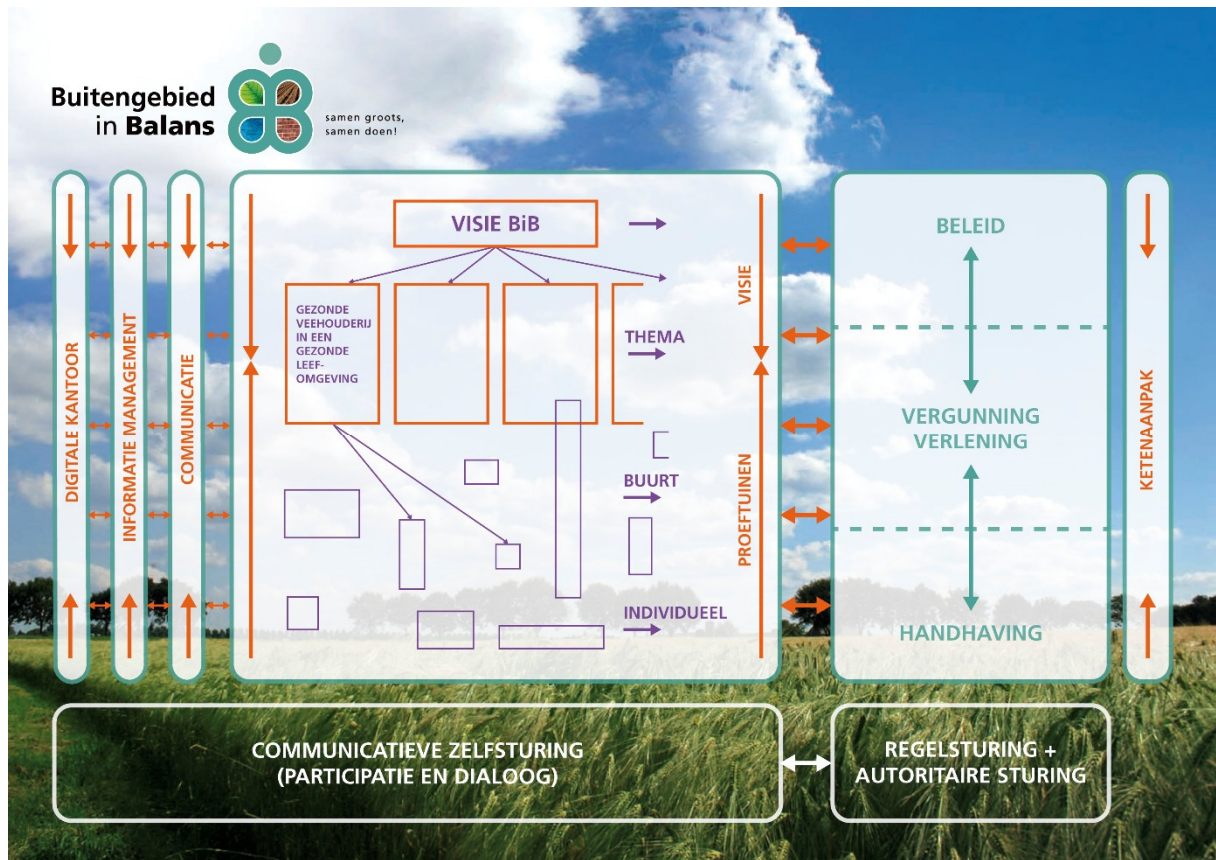 Buitengebied
in Balans
samen groots,
samen doen!
DIGITALE KANTOOR
INFORMATIE MANAGEMENT
COMMUNICATIE
VISIE BiB
GEZONDE
VEEHOUDERIJ
IN EEN
GEZONDE
LEEF-
OMGEVING
THEMA
BUURT
INDIVIDUEEL
VISIE
PROEFTUINEN
BELEID
VERGUNNING
VERLENING
HANDHAVING
KETENAANPAK
COMMUNICATIEVE ZELFSTURING
(PARTICIPATIE EN DIALOOG)
REGELSTURING +
AUTORITAIRE STURING